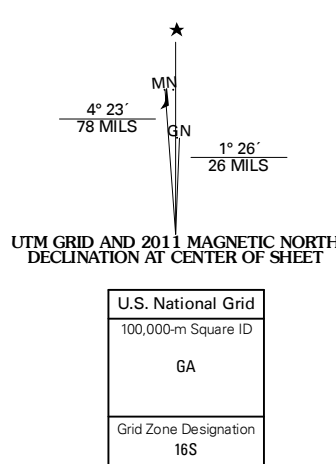 ★
MN
4° 23´
78 MILS
GN
1° 26´
26 MILS
UTM GRID AND 2011 MAGNETIC NORTH
DECLINATION AT CENTER OF SHEET
U.S. National Grid
100,000-m Square ID
GA
Grid Zone Designation
16S